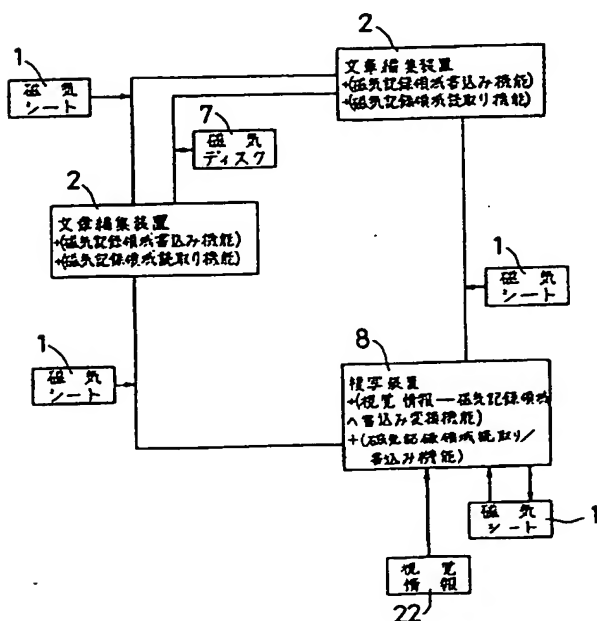 1
磁気
シート
2
文章編集装置
+(磁気記録領域書込み機能)
+(磁気記録領域読取り機能)
7
磁気
ディスク
2
文章編集装置
+(磁気記録領域書込み機能)
+(磁気記録領域読取り機能)
1
磁気
シート
1
磁気
シート
8
複写装置
+(視覚情報―磁気記録領域
へ書込み変換機能)
+(磁気記録領域読取り/
書込み機能)
磁気
シート
1
視覚
情報
22